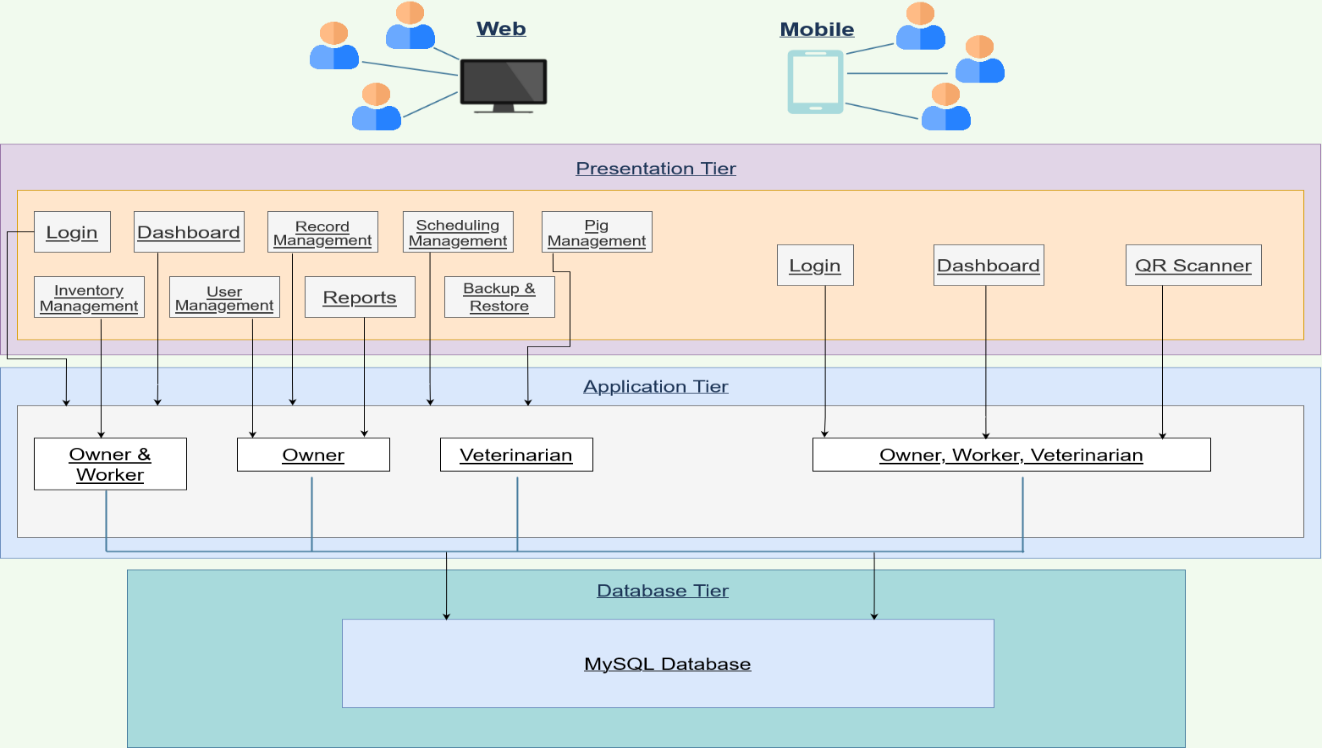 Web
Mobile
Presentation Tier
Login
Dashboard
Record
Management
Scheduling
Management
Pig
Management
Inventory
Management
User
Management
Reports
Backup &
Restore
Login
Dashboard
QR Scanner
Application Tier
Owner &
Worker
Owner
Veterinarian
Owner, Worker, Veterinarian
Database Tier
MySQL Database